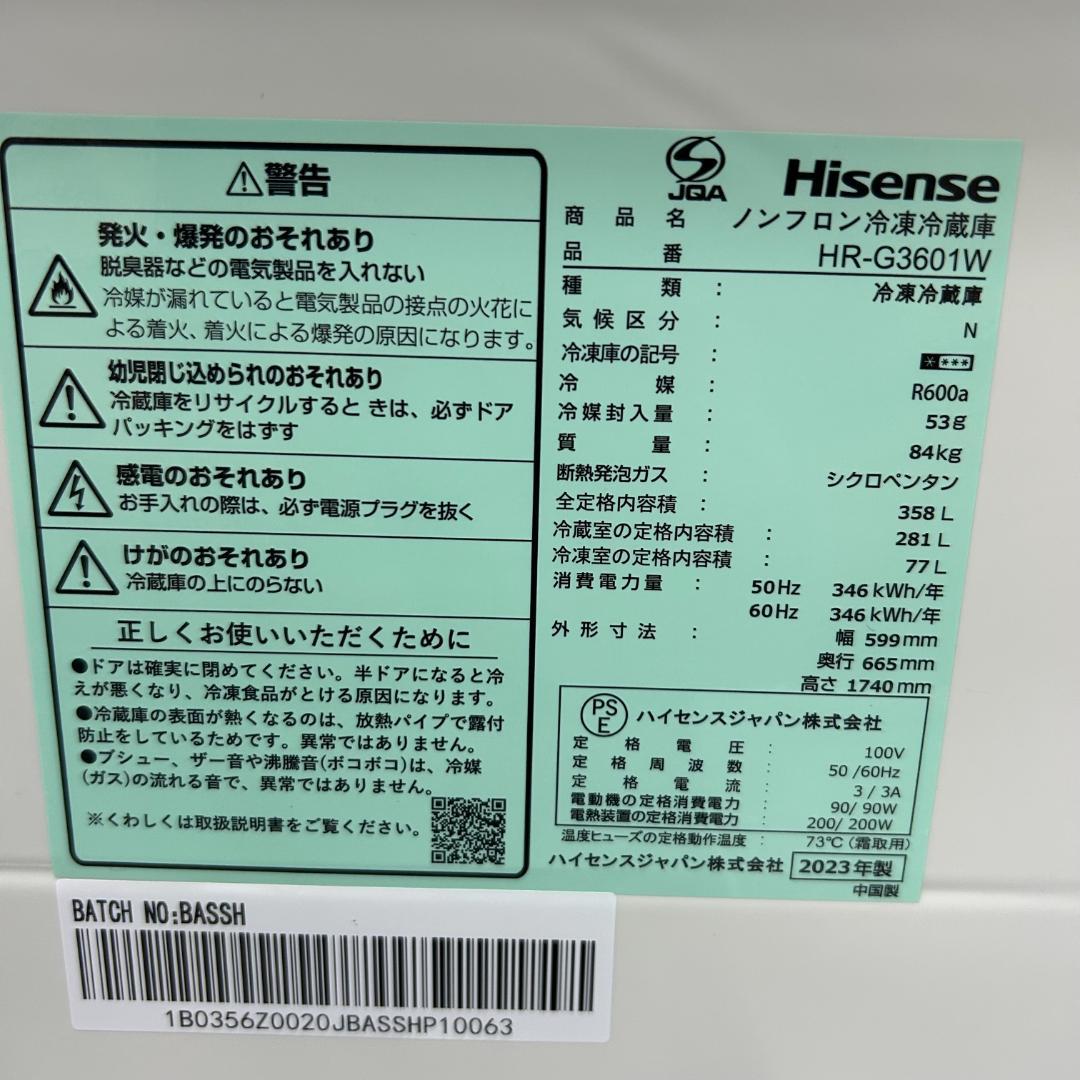 ⚠警告
発火・爆発のおそれあり
脱臭器などの電気製品を入れない
冷媒が漏れていると電気製品の接点の火花に
よる着火、着火による爆発の原因になります。
幼児閉じ込められのおそれあり
冷蔵庫をリサイクルすると きは、必ずドア
パッキングをはずす
感電のおそれあり
お手入れの際は、必ず電源プラグを抜く
けがのおそれあり
冷蔵庫の上にのらない
正しくお使いいただくために
●ドアは確実に閉めてください。半ドアになると冷
えが悪くなり、冷凍食品がとける原因になります。
●冷蔵庫の表面が熱くなるのは、放熱パイプで露付
防止をしているためです。異常ではありません。
●ブシュー、ザー音や沸騰音(ボコボコ)は、冷媒
(ガス)の流れる音で、異常ではありません。
※くわしくは取扱説明書をご覧ください。
JQA
Hisense
商品名 ノンフロン冷凍冷蔵庫
品番 HR-G3601W
種類 : 冷凍冷蔵庫
気候区分 : N
冷凍庫の記号 : ****
冷媒 : R600a
冷媒封入量 : 53g
質量 : 84kg
断熱発泡ガス : シクロペンタン
全定格内容積 : 358 L
冷蔵室の定格内容積 : 281 L
冷凍室の定格内容積 : 77 L
消費電力量 : 50Hz 346 kWh/年
60Hz 346 kWh/年
外形寸法 : 幅 599mm
奥行 665mm
高さ 1740mm
PSE ハイセンスジャパン株式会社
定格電圧 : 100V
定格周波数 : 50 /60Hz
定格電流 : 3 / 3A
電動機の定格消費電力 : 90/ 90W
電熱装置の定格消費電力 : 200/ 200W
温度ヒューズの定格動作温度 : 73℃ (霜取用)
ハイセンスジャパン株式会社 2023年製
中国製
BATCH NO:BASSH
1B0356Z0020JBASSHP10063